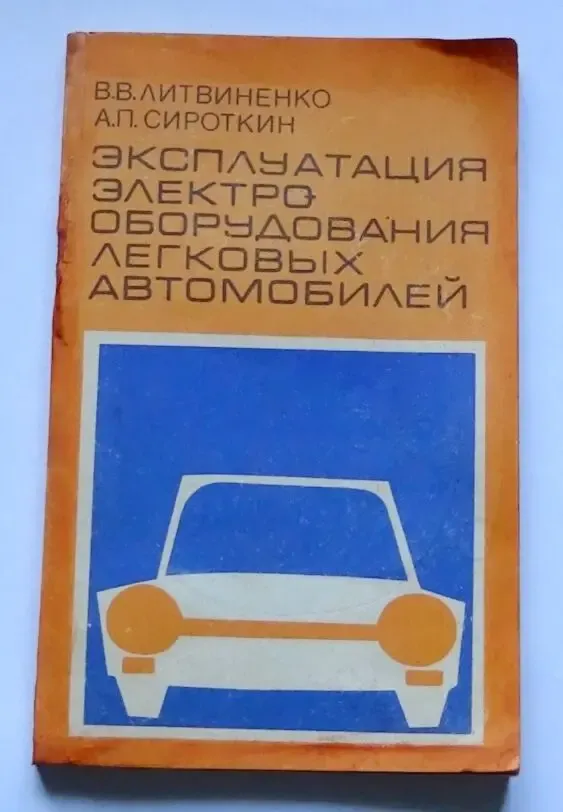 В.В.ЛИТВИНЕНКО
А.П.СИРОТКИН
ЭКСПЛУАТАЦИЯ
ЭЛЕКТРО-
ОБОРУДОВАНИЯ
ЛЕГКОВЫХ
АВТОМОБИЛЕЙ